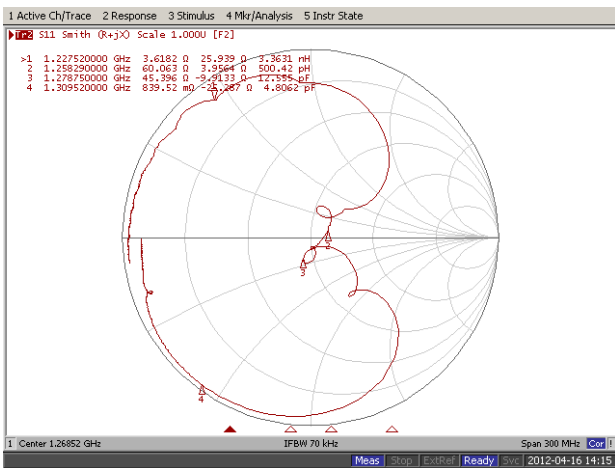 1 Active Ch/Trace 2 Response 3 Stimulus 4 Mkr/Analysis 5 Instr State
Tr2 S11 Smith (R+jX) Scale 1.000U [F2]
>1 1.227520000 GHz 3.6182 Ω 25.939 Ω 3.3631 nH
2 1.258290000 GHz 60.063 Ω 3.9564 Ω 500.42 pH
3 1.278750000 GHz 45.396 Ω -9.9133 Ω 12.555 pF
4 1.309520000 GHz 839.52 mΩ -25.287 Ω 4.8062 pF
1
2
3
4
1 Center 1.26852 GHz IFBW 70 kHz Span 300 MHz Cor !
Meas Stop ExtRef Ready Svc 2012-04-16 14:15